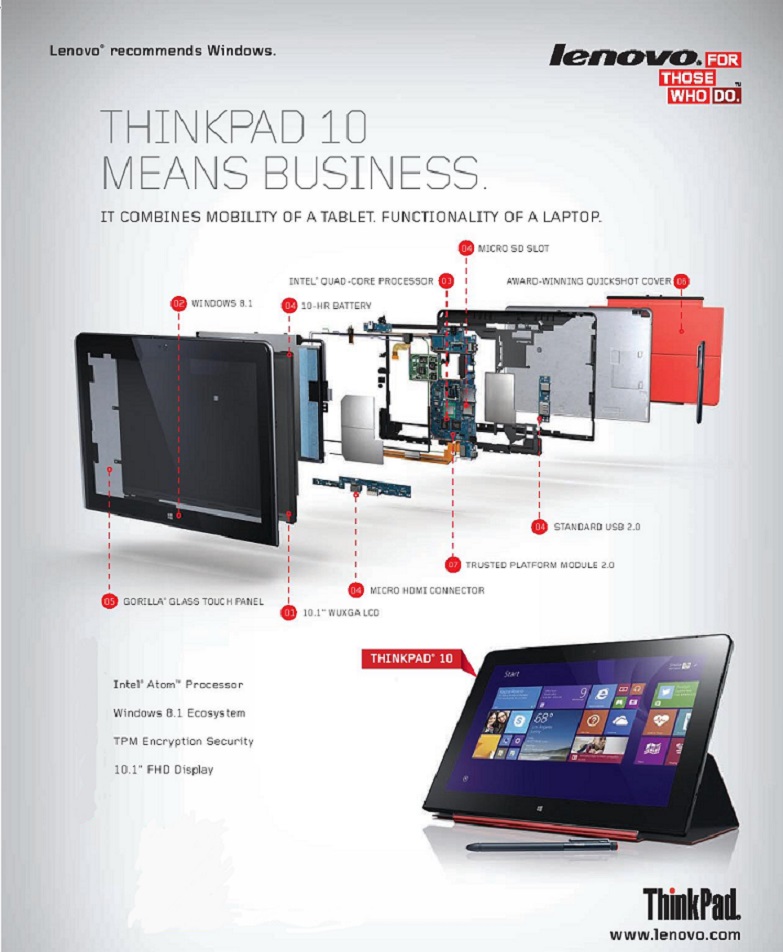 Lenovo® recommends Windows.
lenovo® FOR
THOSE
WHO DO.™
THINKPAD 10
MEANS BUSINESS.
IT COMBINES MOBILITY OF A TABLET. FUNCTIONALITY OF A LAPTOP.
04 MICRO SD SLOT
INTEL® QUAD-CORE PROCESSOR 03
AWARD-WINNING QUICKSHOT COVER 06
02 WINDOWS 8.1
04 10-HR BATTERY
04 STANDARD USB 2.0
07 TRUSTED PLATFORM MODULE 2.0
04 MICRO HDMI CONNECTOR
05 GORILLA® GLASS TOUCH PANEL
01 10.1" WUXGA LCD
THINKPAD® 10
Intel® Atom™ Processor
Windows 8.1 Ecosystem
TPM Encryption Security
10.1" FHD Display
Start
9
68°
ThinkPad.
www.lenovo.com